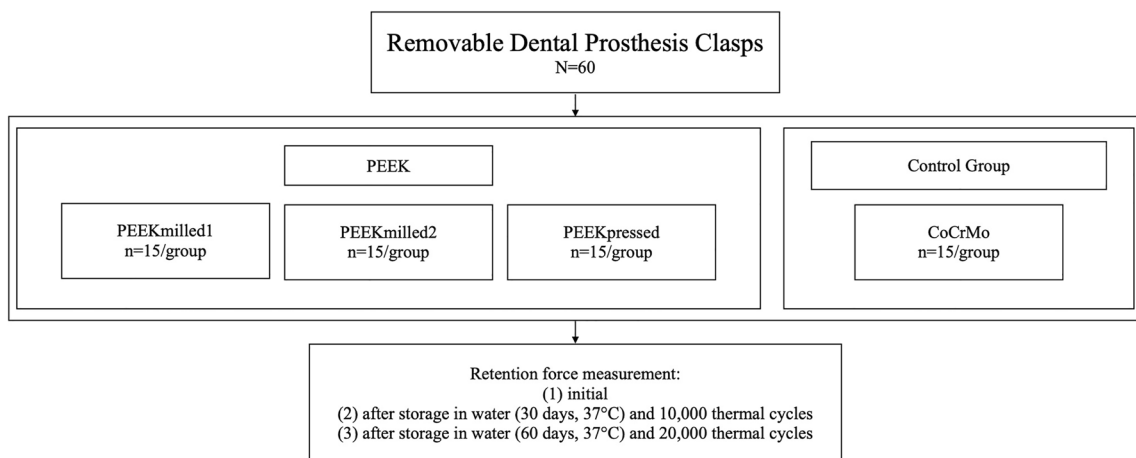 Removable Dental Prosthesis Clasps
N=60
PEEK
Control Group
PEEKmilled1
n=15/group
PEEKmilled2
n=15/group
PEEKpressed
n=15/group
CoCrMo
n=15/group
Retention force measurement:
(1) initial
(2) after storage in water (30 days, 37°C) and 10,000 thermal cycles
(3) after storage in water (60 days, 37°C) and 20,000 thermal cycles